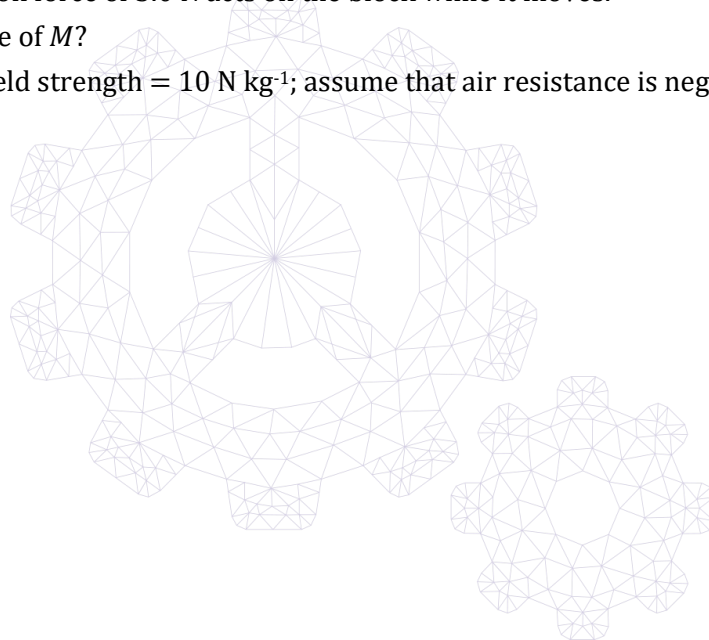 of 3.0 N acts on the block while it moves.
e of M?
eld strength = 10 N kg-1; assume that air resistance is neg